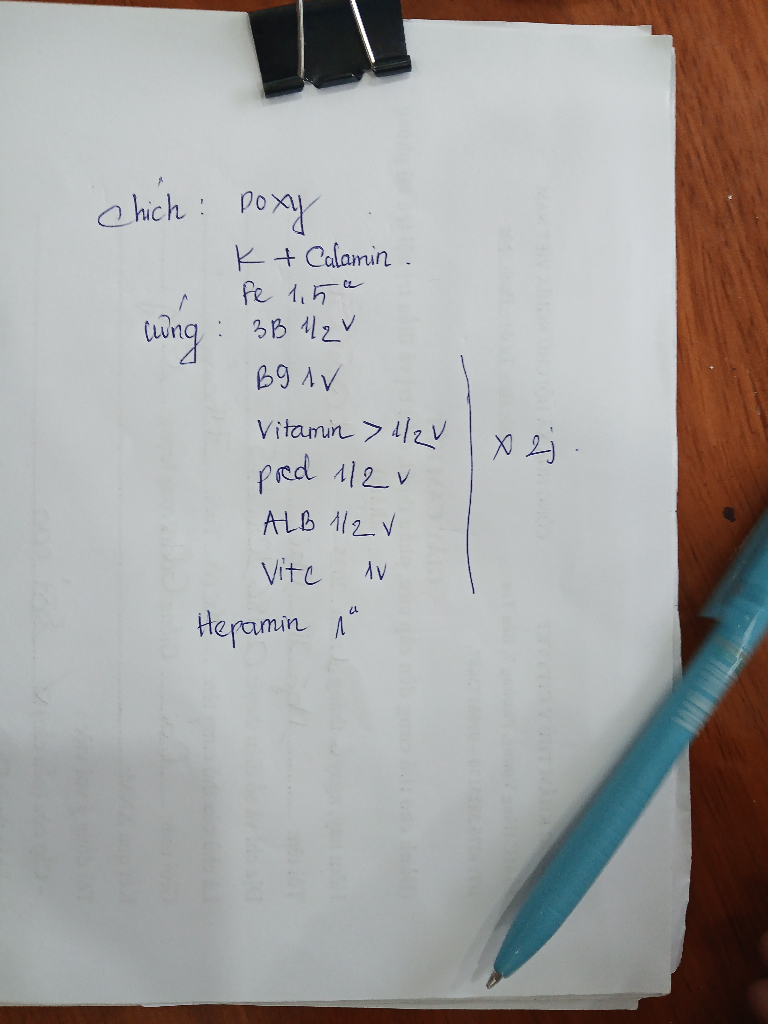 Chích : Doxy
K + Calamin .
Fe 1,5ᵃ
Uống : 3B 1/2 V
B9 1V
Vitamin > 1/2 V
pred 1/2 V
ALB 1/2 V
Vitc 1V
x 2j .
Hepamin 1ᵃ